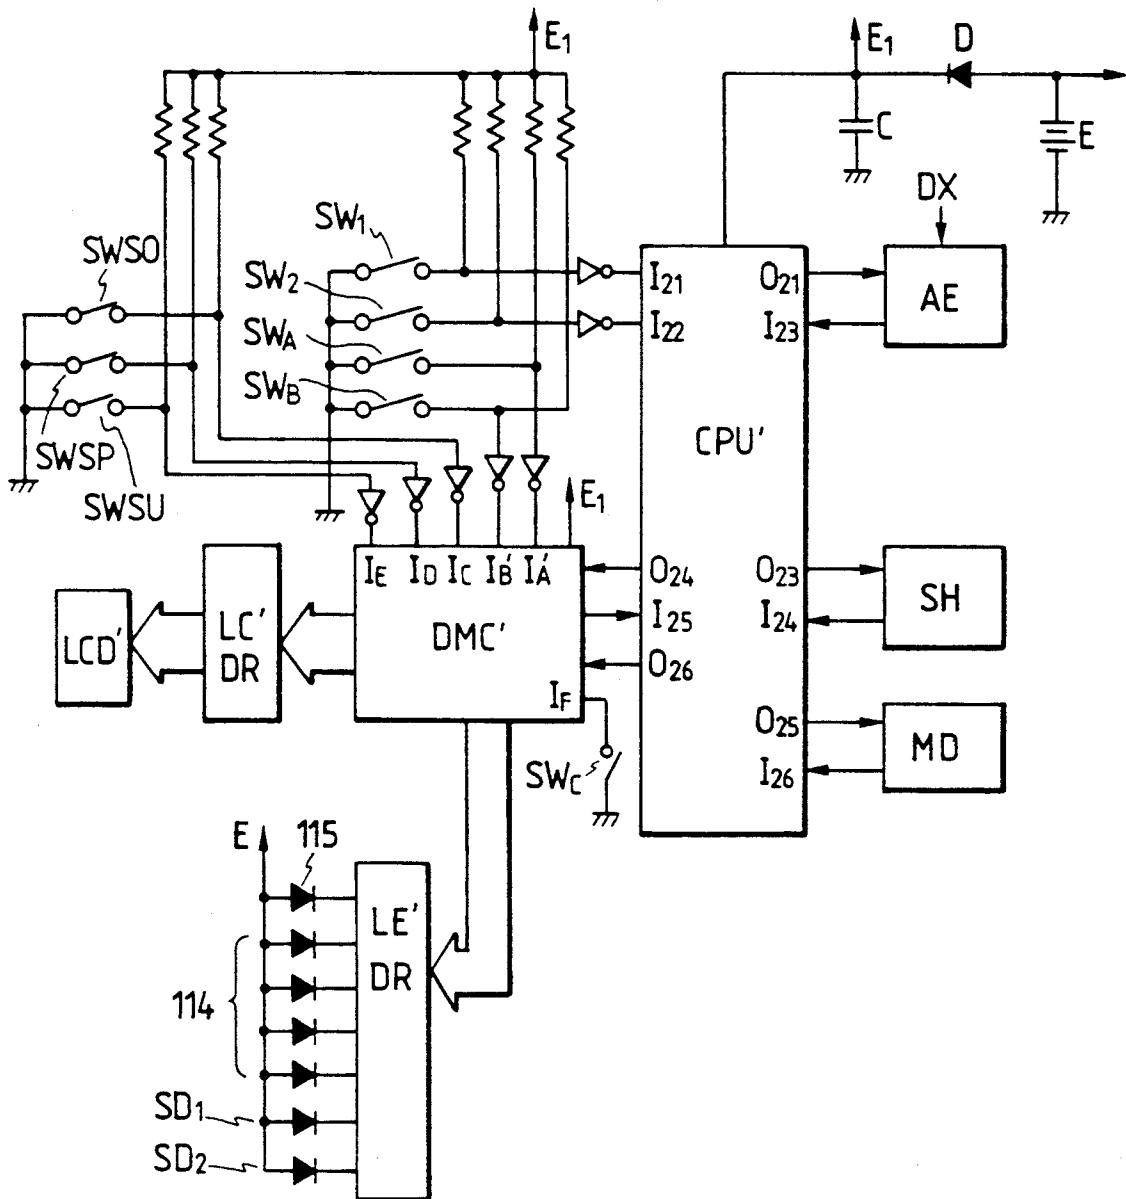 E1
E1
D
C
E
DX
SW1
SWSO
SW2
SWA
SWB
SWSP
SWSU
I21
O21
AE
I22
I23
CPU'
E1
IE
ID
IC
I'B
I'A
O24
O23
SH
LCD'
LC'
DR
DMC'
I25
I24
O26
IF
O25
MD
I26
SWC
E
115
LE'
DR
114
SD1
SD2